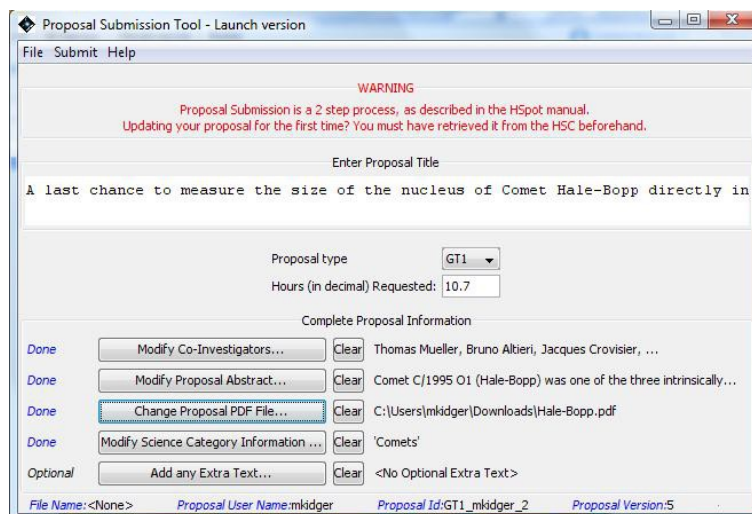 Proposal Submission Tool - Launch version
File Submit Help
WARNING
Proposal Submission is a 2 step process, as described in the HSpot manual.
Updating your proposal for the first time? You must have retrieved it from the HSC beforehand.
Enter Proposal Title
A last chance to measure the size of the nucleus of Comet Hale-Bopp directly in
Proposal type GT1
Hours (in decimal) Requested: 10.7
Complete Proposal Information
Done Modify Co-Investigators... Clear Thomas Mueller, Bruno Altieri, Jacques Crovisier, ...
Done Modify Proposal Abstract... Clear Comet C/1995 O1 (Hale-Bopp) was one of the three intrinsically...
Done Change Proposal PDF File... Clear C:\Users\mkidger\Downloads\Hale-Bopp.pdf
Done Modify Science Category Information ... Clear 'Comets'
Optional Add any Extra Text... Clear <No Optional Extra Text>
File Name:<None> Proposal User Name:mkidger Proposal Id:GT1_mkidger_2 Proposal Version:5